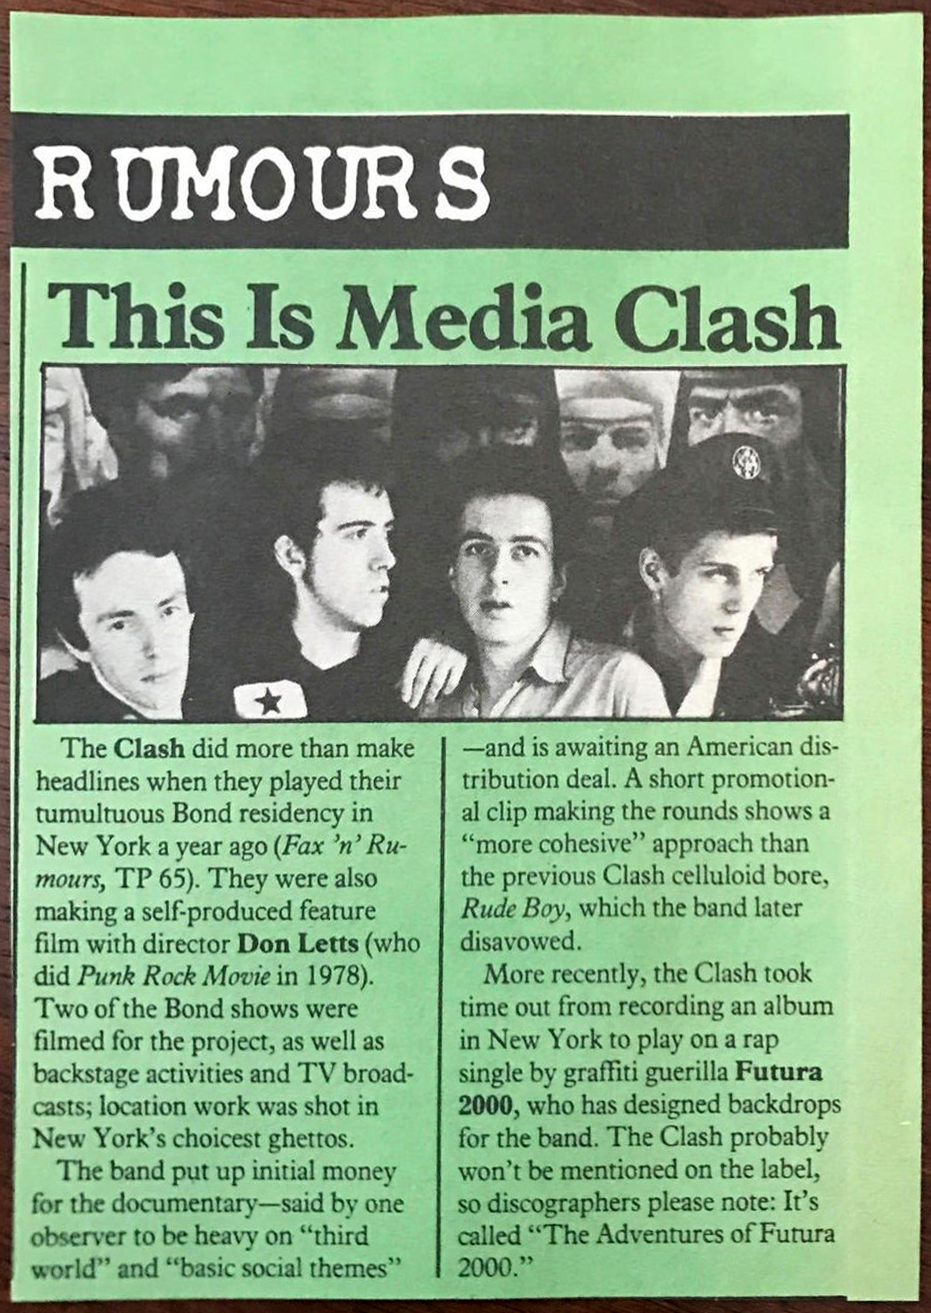 RUMOURS
This Is Media Clash
The Clash did more than make
headlines when they played their
tumultuous Bond residency in
New York a year ago (Fax 'n' Ru-
mours, TP 65). They were also
making a self-produced feature
film with director Don Letts (who
did Punk Rock Movie in 1978).
Two of the Bond shows were
filmed for the project, as well as
backstage activities and TV broad-
casts; location work was shot in
New York's choicest ghettos.
The band put up initial money
for the documentary—said by one
observer to be heavy on "third
world" and "basic social themes"
—and is awaiting an American dis-
tribution deal. A short promotion-
al clip making the rounds shows a
"more cohesive" approach than
the previous Clash celluloid bore,
Rude Boy, which the band later
disavowed.
More recently, the Clash took
time out from recording an album
in New York to play on a rap
single by graffiti guerilla Futura
2000, who has designed backdrops
for the band. The Clash probably
won't be mentioned on the label,
so discographers please note: It's
called "The Adventures of Futura
2000."